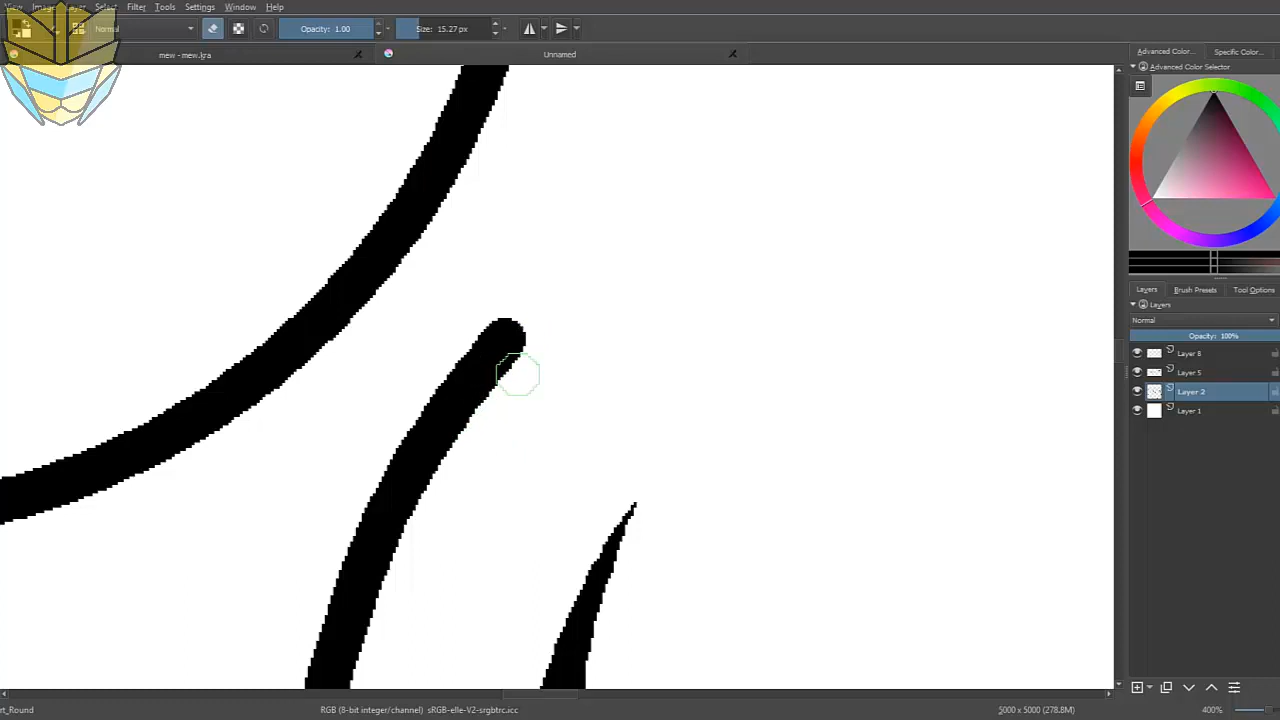 View Image Layer Select Filter Tools Settings Window Help
Normal Opacity: 1.00 Size: 15.27 px
mew - mew.kra Unnamed
Advanced Color... Specific Color...
Advanced Color Selector
Layers Brush Presets Tool Options
Layers
Normal
Opacity: 100%
Layer 8
Layer 5
Layer 2
Layer 1
rt_Round RGB (8-bit integer/channel) sRGB-elle-V2-srgbtrc.icc 5000 x 5000 (278.8M) 400%